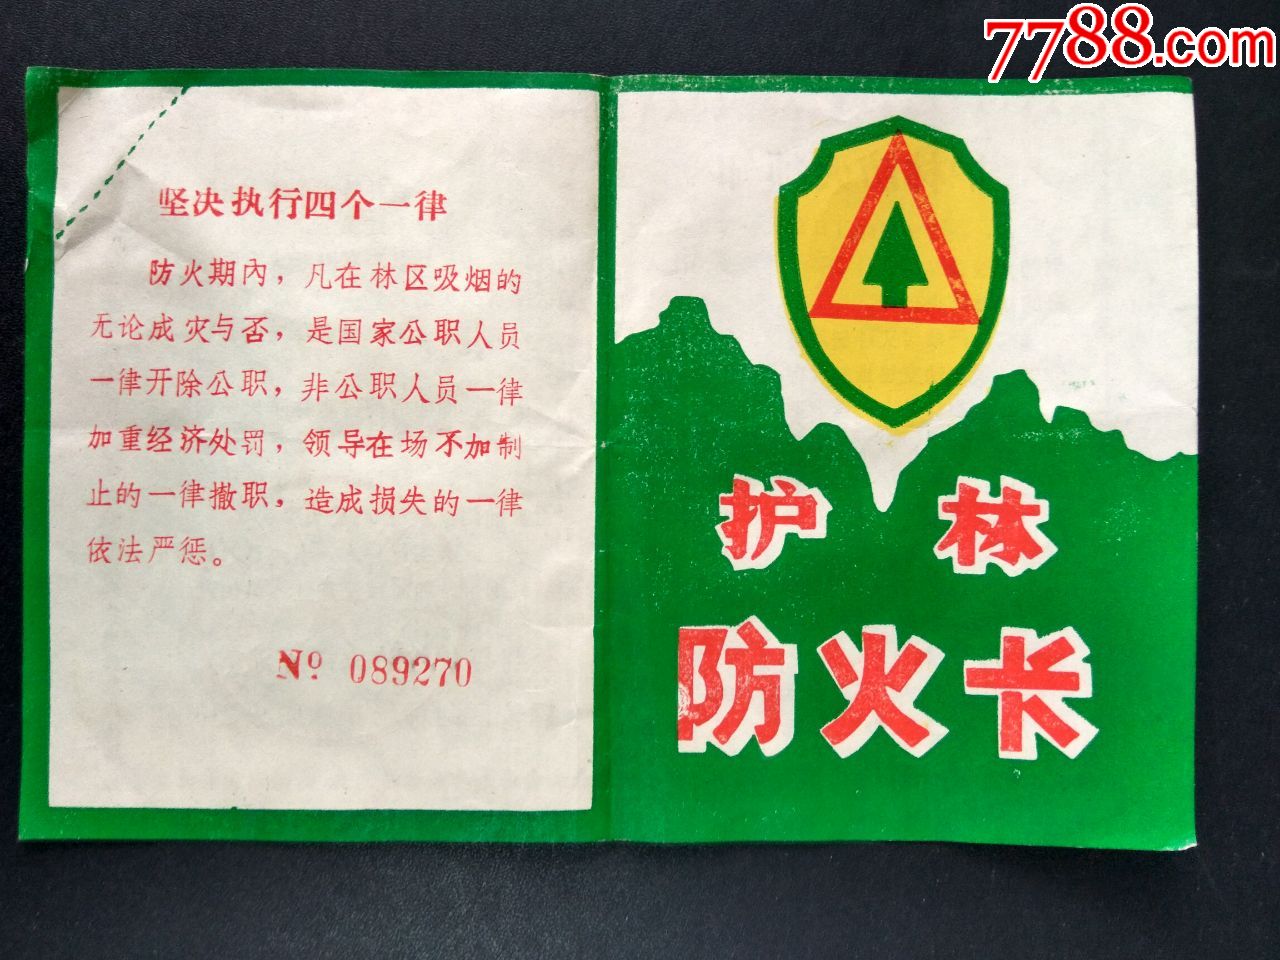 7788.com
坚决执行四个一律
防火期内，凡在林区吸烟的
无论成灾与否，是国家公职人员
一律开除公职，非公职人员一律
加重经济处罚，领导在场不加制
止的一律撤职，造成损失的一律
依法严惩。
Nº 089270
护林
防火卡